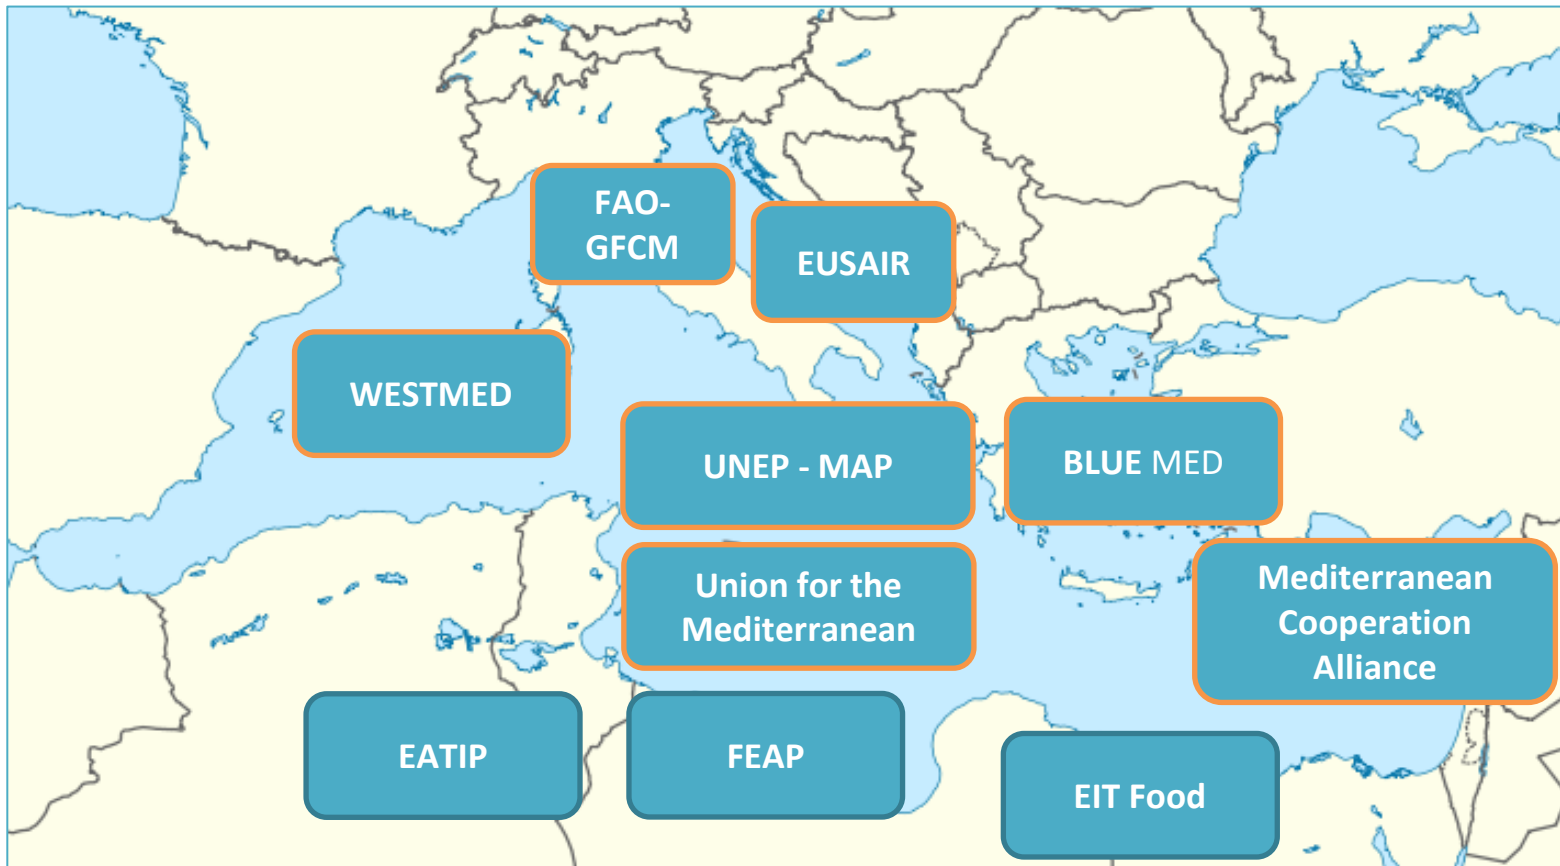 FAO-
GFCM
EUSAIR
WESTMED
UNEP - MAP
BLUE MED
Union for the
Mediterranean
Mediterranean
Cooperation
Alliance
EATIP
FEAP
EIT Food